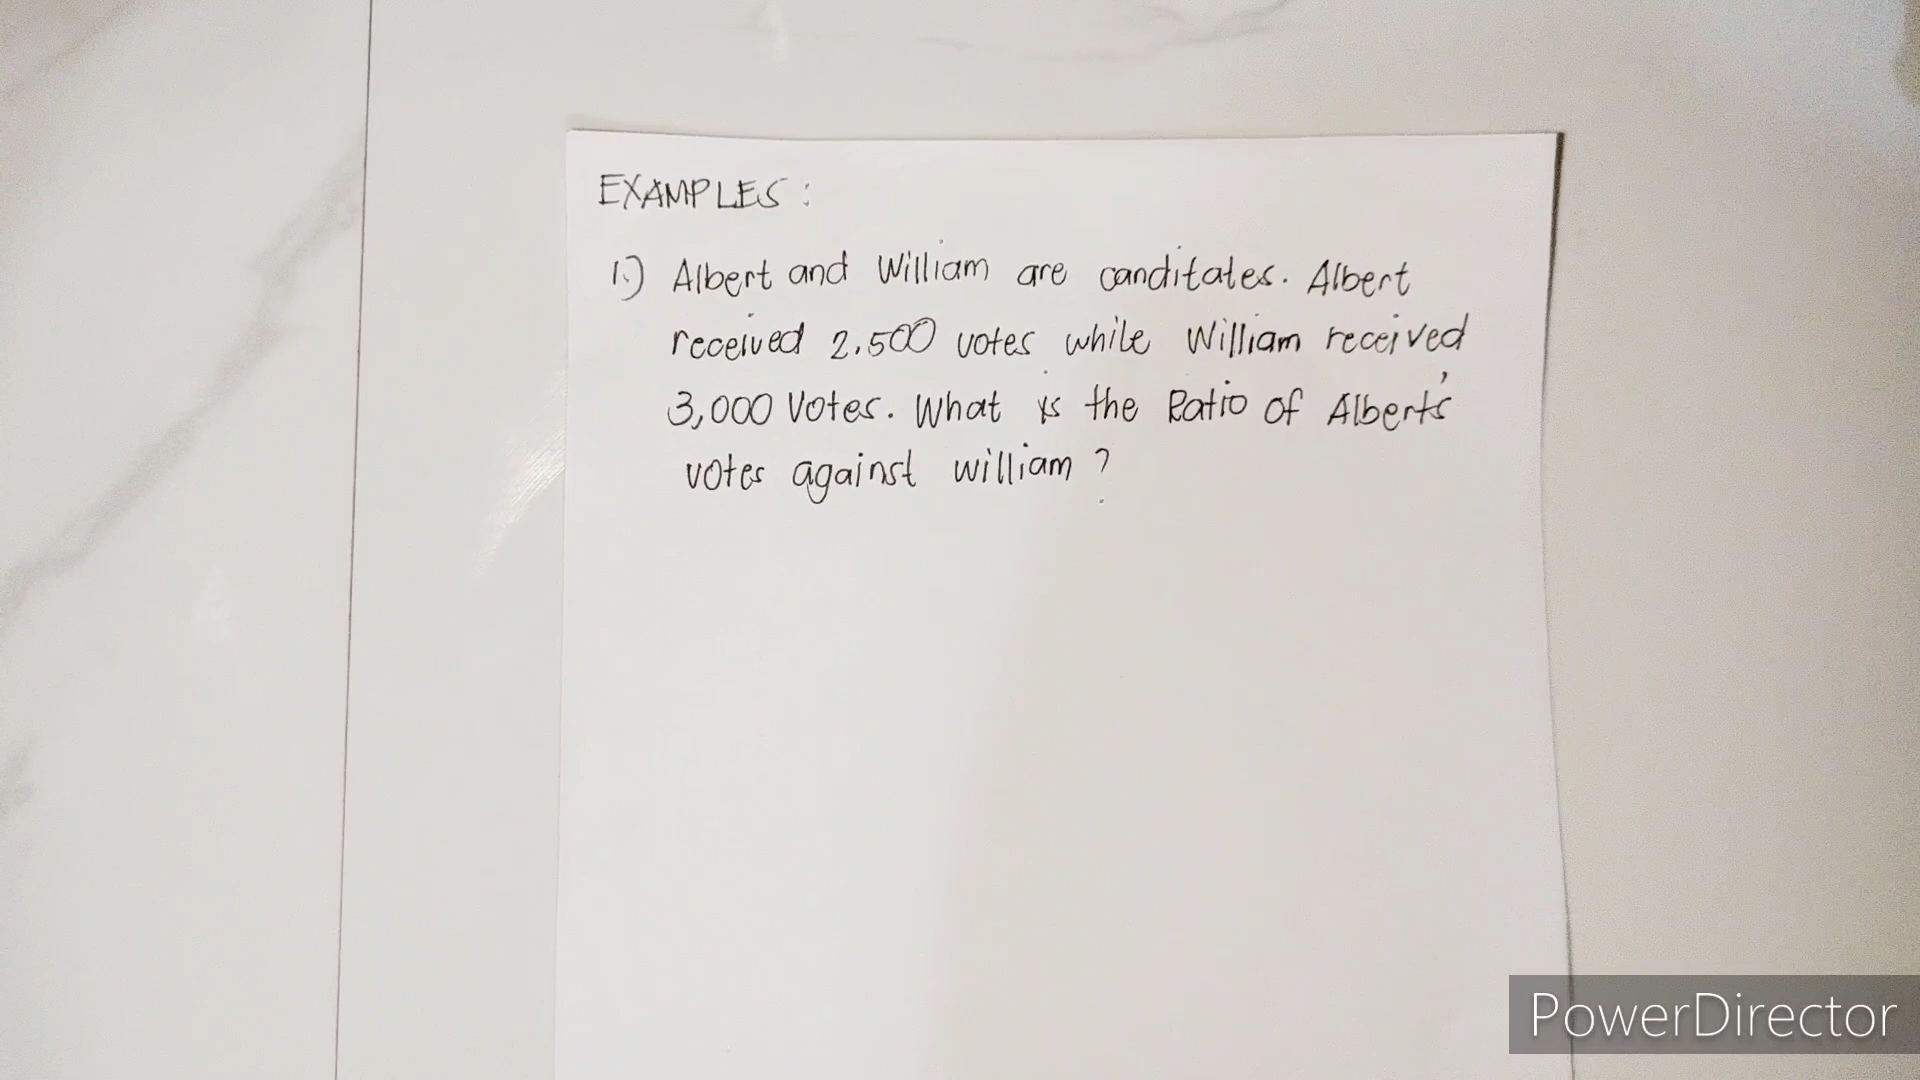 EXAMPLES:
1.) Albert and William are canditates. Albert
received 2,500 votes while William received
3,000 Votes. What is the Ratio of Albert's
votes against william?
PowerDirector